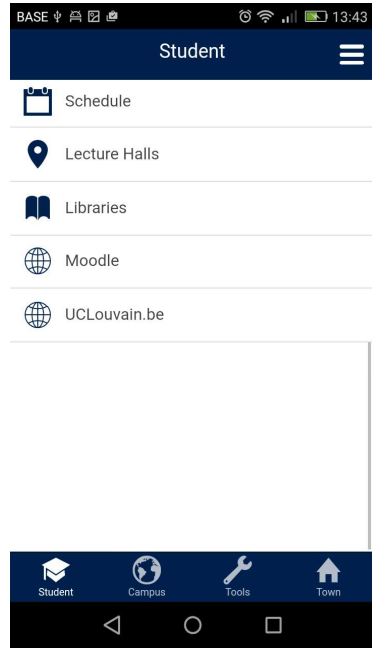 BASE 13:43
Student
Schedule
Lecture Halls
Libraries
Moodle
UCLouvain.be
Student Campus Tools Town